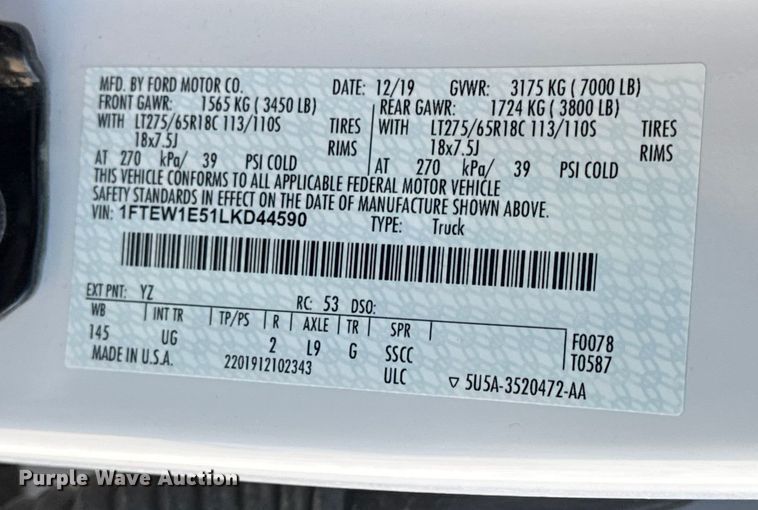 MFD. BY FORD MOTOR CO. DATE: 12/19 GVWR: 3175 KG ( 7000 LB)
FRONT GAWR: 1565 KG ( 3450 LB) REAR GAWR: 1724 KG ( 3800 LB)
WITH LT275/65R18C 113/110S TIRES WITH LT275/65R18C 113/110S TIRES
18x7.5J RIMS 18x7.5J RIMS
AT 270 kPa/ 39 PSI COLD AT 270 kPa/ 39 PSI COLD
THIS VEHICLE CONFORMS TO ALL APPLICABLE FEDERAL MOTOR VEHICLE
SAFETY STANDARDS IN EFFECT ON THE DATE OF MANUFACTURE SHOWN ABOVE.
VIN: 1FTEW1E51LKD44590 TYPE: Truck
EXT PNT: YZ RC: 53 DSO:
WB INT TR TP/PS R AXLE TR SPR F0078
145 UG 2 L9 G SSCC T0587
MADE IN U.S.A. 2201912102343 ULC ▽ 5U5A-3520472-AA
Purple Wave Auction